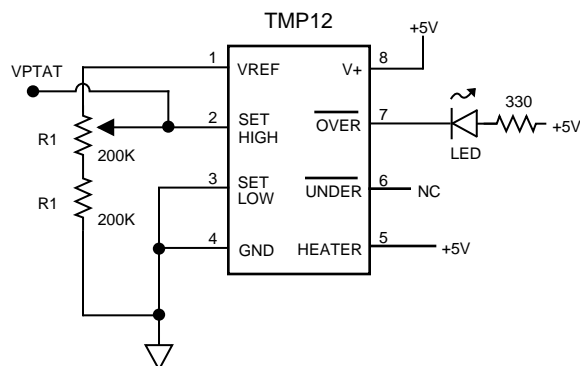 TMP12
+5V
1
VREF
V+
8
VPTAT
2
SET
HIGH
OVER
7
330
+5V
LED
R1
200K
3
SET
LOW
UNDER
6
NC
R1
200K
4
GND
HEATER
5
+5V